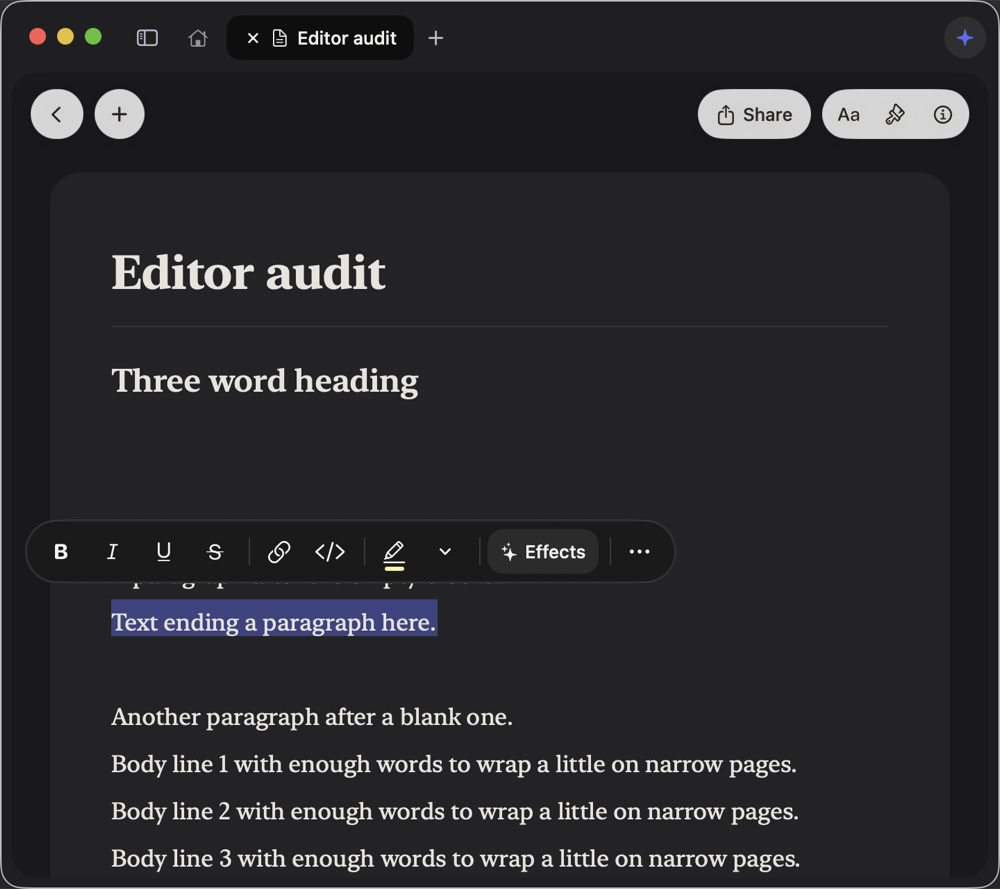 Editor audit
Share
Aa
Editor audit
Three word heading
B I U S </> Effects
Text ending a paragraph here.
Another paragraph after a blank one.
Body line 1 with enough words to wrap a little on narrow pages.
Body line 2 with enough words to wrap a little on narrow pages.
Body line 3 with enough words to wrap a little on narrow pages.